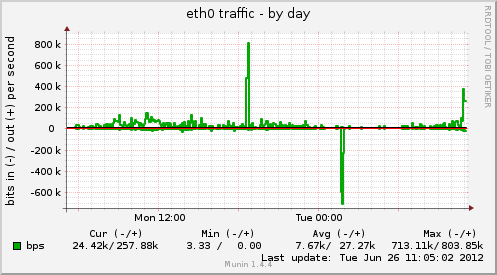 eth0 traffic - by day
RRDTOOL / TOBI OETIKER
bits in (-) / out (+) per second
800 k
600 k
400 k
200 k
0
-200 k
-400 k
-600 k
Mon 12:00 Tue 00:00
Cur (-/+) Min (-/+) Avg (-/+) Max (-/+)
bps 24.42k/257.88k 3.33 / 0.00 7.67k/ 27.27k 713.11k/803.85k
Last update: Tue Jun 26 11:05:02 2012
Munin 1.4.4